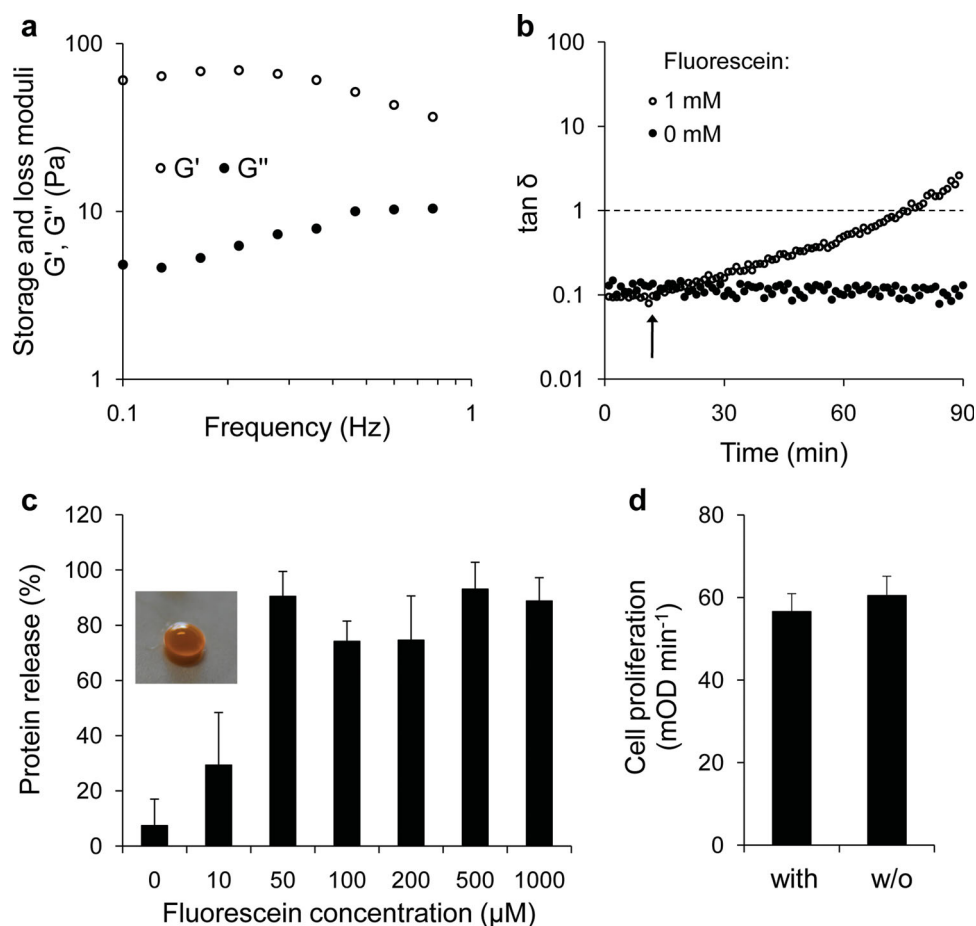 a
100
10
1
Storage and loss moduli
G', G" (Pa)
G' G"
0.1 1
Frequency (Hz)
b
100
10
1
0.1
0.01
tan δ
Fluorescein:
1 mM
0 mM
0 30 60 90
Time (min)
c
120
100
80
60
40
20
0
Protein release (%)
0 10 50 100 200 500 1000
Fluorescein concentration (µM)
d
80
60
40
20
0
Cell proliferation
(mOD min⁻¹)
with w/o